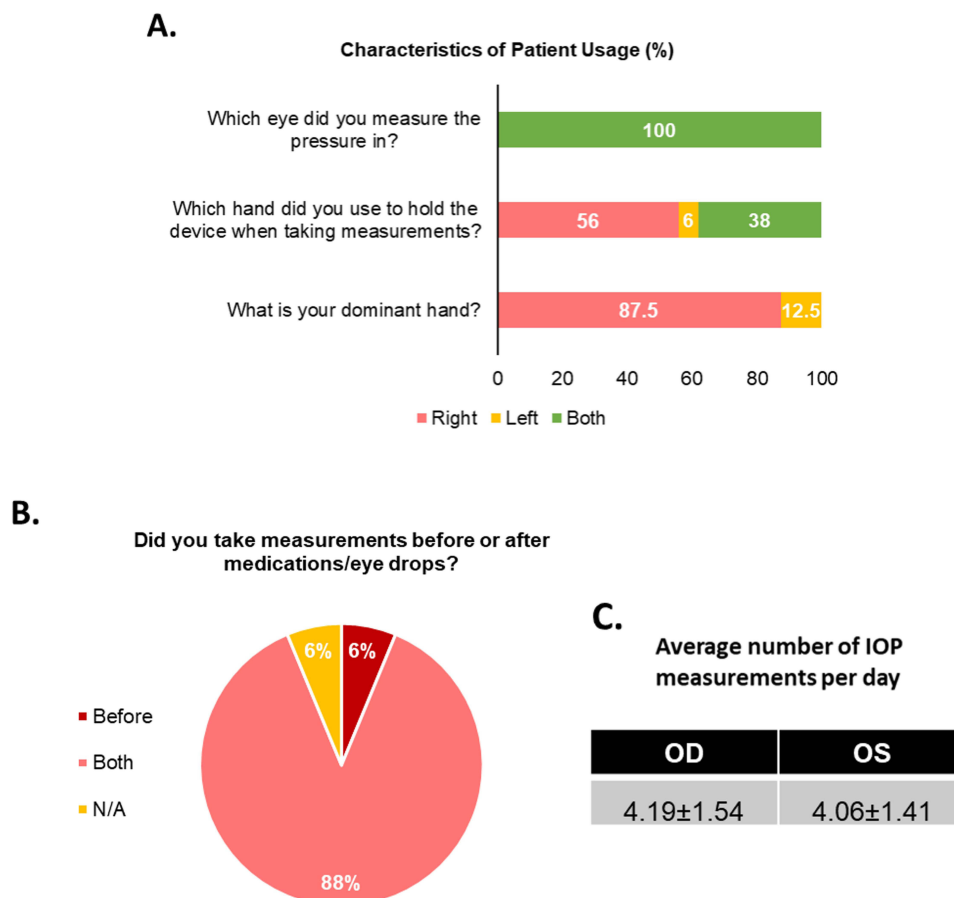 A.
Characteristics of Patient Usage (%)
Which eye did you measure the
pressure in?
100
Which hand did you use to hold the
device when taking measurements?
56 6 38
What is your dominant hand?
87.5 12.5
0 20 40 60 80 100
Right Left Both
B.
Did you take measurements before or after
medications/eye drops?
6% 6%
Before
Both
N/A
88%
C.
Average number of IOP
measurements per day
OD OS
4.19±1.54 4.06±1.41